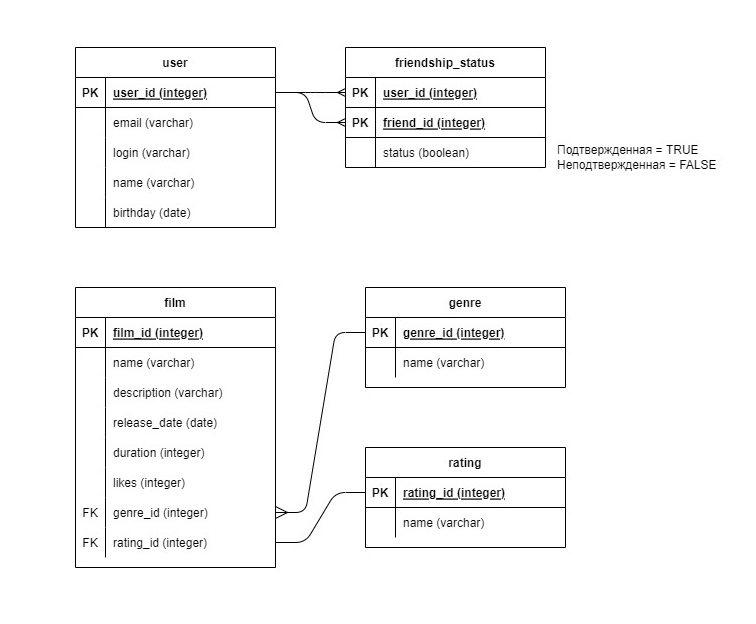 user
PK user_id (integer)
email (varchar)
login (varchar)
name (varchar)
birthday (date)
friendship_status
PK user_id (integer)
PK friend_id (integer)
status (boolean)
Подтвержденная = TRUE
Неподтвержденная = FALSE
film
PK film_id (integer)
name (varchar)
description (varchar)
release_date (date)
duration (integer)
likes (integer)
FK genre_id (integer)
FK rating_id (integer)
genre
PK genre_id (integer)
name (varchar)
rating
PK rating_id (integer)
name (varchar)